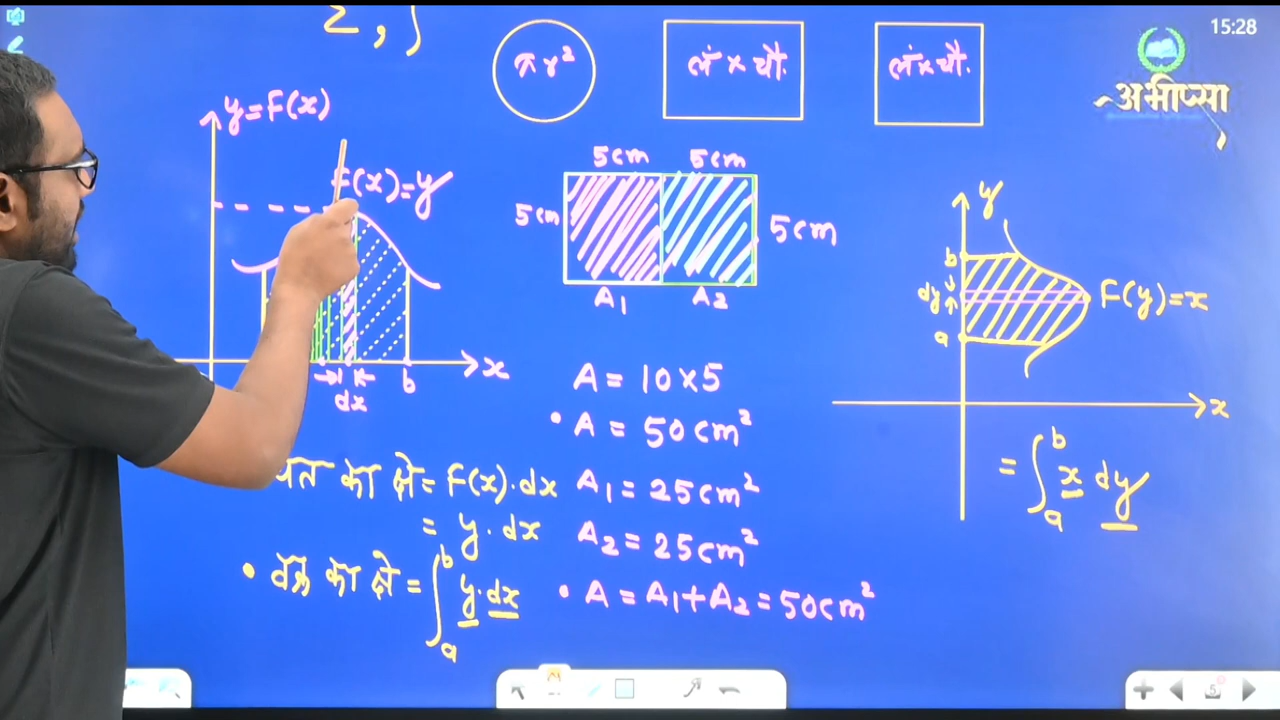 15:28
अभीप्सा
πr²
लं × चौ.
लं × चौ.
y=F(x)
F(x)=y
x
dx
b
5cm 5cm
5cm
5cm
A₁ A₂
A = 10×5
• A = 50cm²
A₁ = 25cm²
A₂ = 25cm²
• A = A₁+A₂ = 50cm²
का क्षे = F(x)·dx
= y·dx
• वक्र का क्षे = ∫ₐᵇ y·dx
y
b
dy
a
F(y)=x
x
= ∫ₐᵇ x dy
5